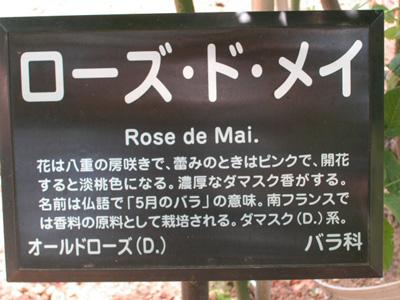 ローズ・ド・メイ
Rose de Mai.
花は八重の房咲きで、蕾みのときはピンクで、開花
すると淡桃色になる。濃厚なダマスク香がする。
名前は仏語で「5月のバラ」の意味。南フランスで
は香料の原料として栽培される。ダマスク(D.)系。
オールドローズ(D.) バラ科